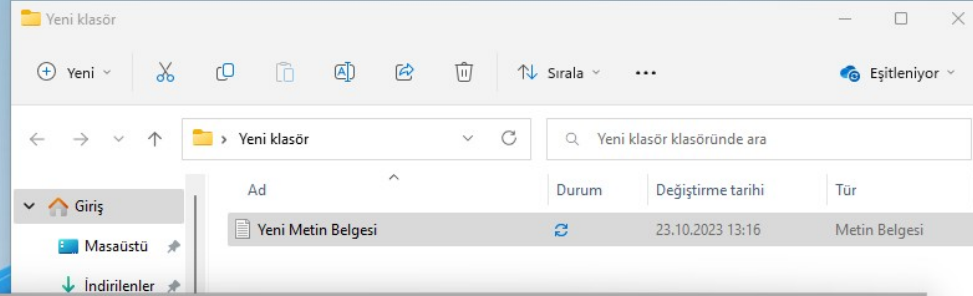 Yeni klasör
Yeni
Sırala
Eşitleniyor
Yeni klasör
Yeni klasör klasöründe ara
Ad Durum Değiştirme tarihi Tür
Giriş
Yeni Metin Belgesi 23.10.2023 13:16 Metin Belgesi
Masaüstü
İndirilenler